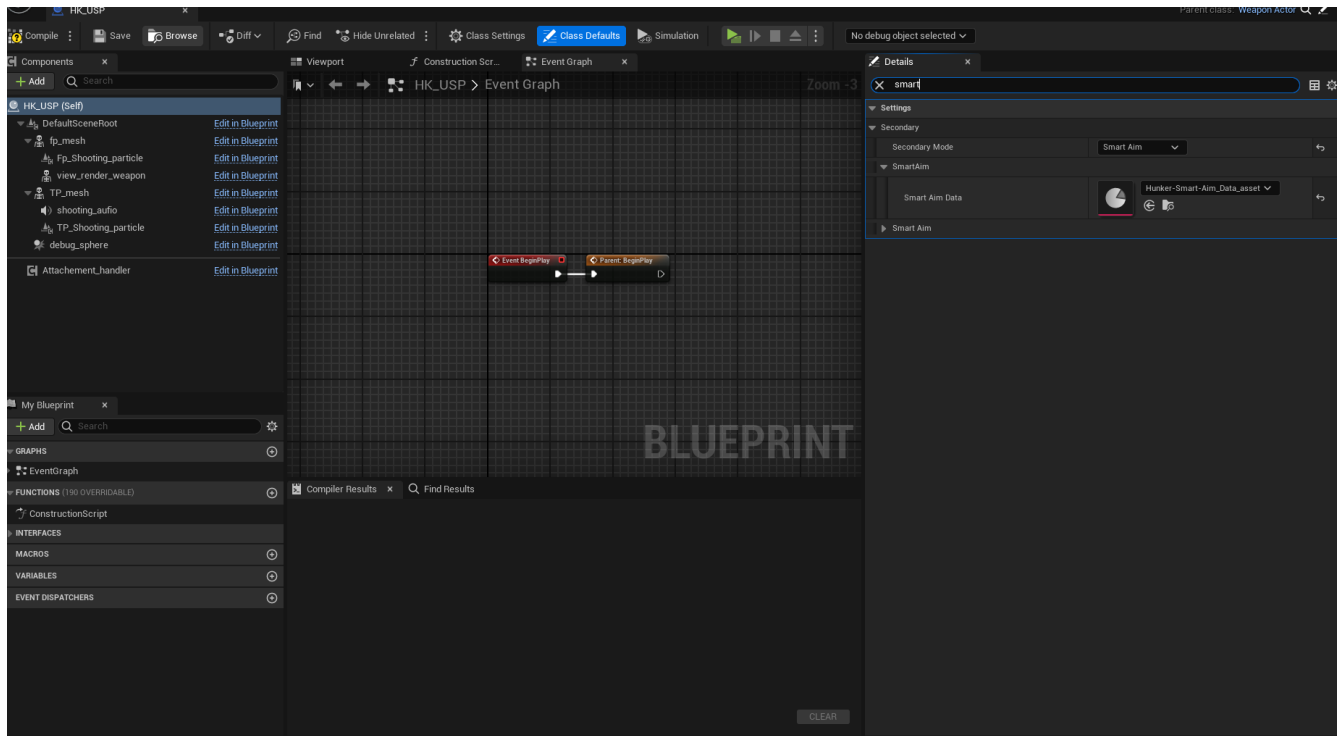 HK_USP ×
Parent class: Weapon Actor
Compile Save Browse Diff Find Hide Unrelated Class Settings Class Defaults Simulation No debug object selected
Components ×
+ Add Search
HK_USP (Self)
DefaultSceneRoot Edit in Blueprint
fp_mesh Edit in Blueprint
Fp_Shooting_particle Edit in Blueprint
view_render_weapon Edit in Blueprint
TP_mesh Edit in Blueprint
shooting_aufio Edit in Blueprint
TP_Shooting_particle Edit in Blueprint
debug_sphere Edit in Blueprint
Attachement_handler Edit in Blueprint
My Blueprint ×
+ Add Search
GRAPHS
EventGraph
FUNCTIONS (190 OVERRIDABLE)
ConstructionScript
INTERFACES
MACROS
VARIABLES
EVENT DISPATCHERS
Viewport Construction Scr... Event Graph ×
HK_USP > Event Graph Zoom -3
Event BeginPlay Parent: BeginPlay
BLUEPRINT
Compiler Results × Find Results
CLEAR
Details ×
smart
Settings
Secondary
Secondary Mode Smart Aim
SmartAim
Smart Aim Data Hunker-Smart-Aim_Data_asset
Smart Aim